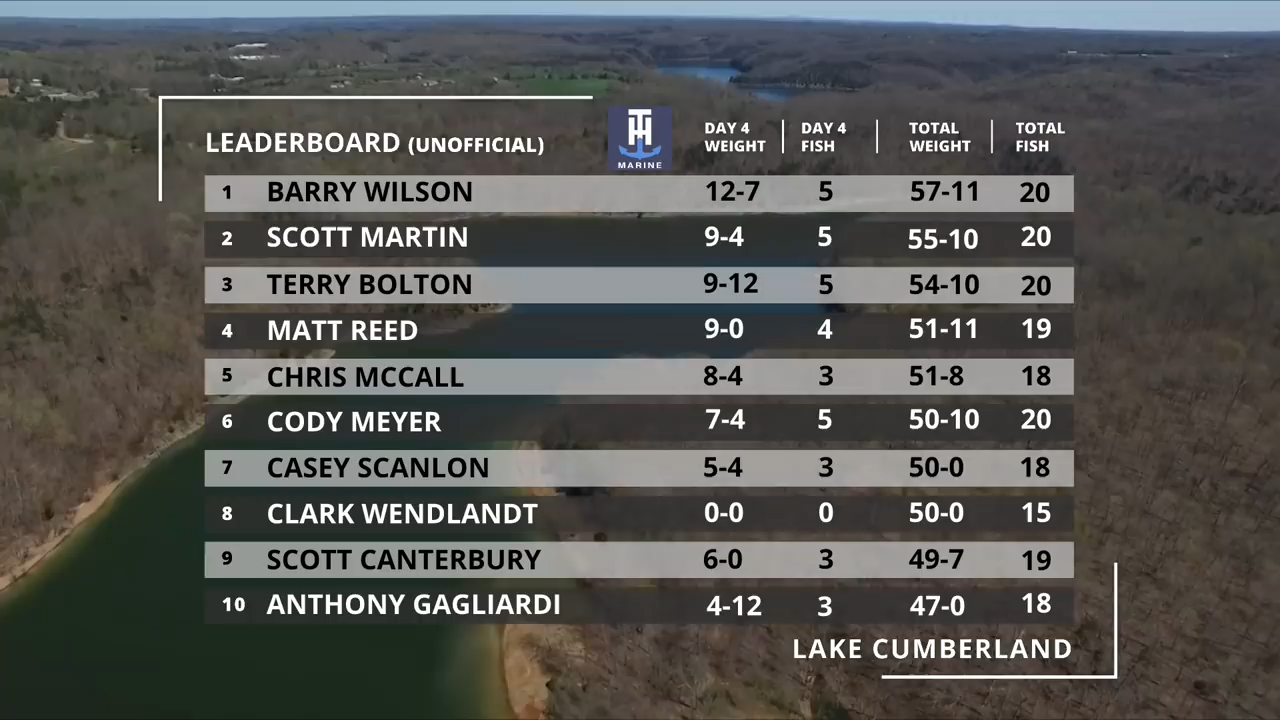 LEADERBOARD (UNOFFICIAL)
TH
MARINE
DAY 4 WEIGHT
DAY 4 FISH
TOTAL WEIGHT
TOTAL FISH
1 BARRY WILSON 12-7 5 57-11 20
2 SCOTT MARTIN 9-4 5 55-10 20
3 TERRY BOLTON 9-12 5 54-10 20
4 MATT REED 9-0 4 51-11 19
5 CHRIS MCCALL 8-4 3 51-8 18
6 CODY MEYER 7-4 5 50-10 20
7 CASEY SCANLON 5-4 3 50-0 18
8 CLARK WENDLANDT 0-0 0 50-0 15
9 SCOTT CANTERBURY 6-0 3 49-7 19
10 ANTHONY GAGLIARDI 4-12 3 47-0 18
LAKE CUMBERLAND